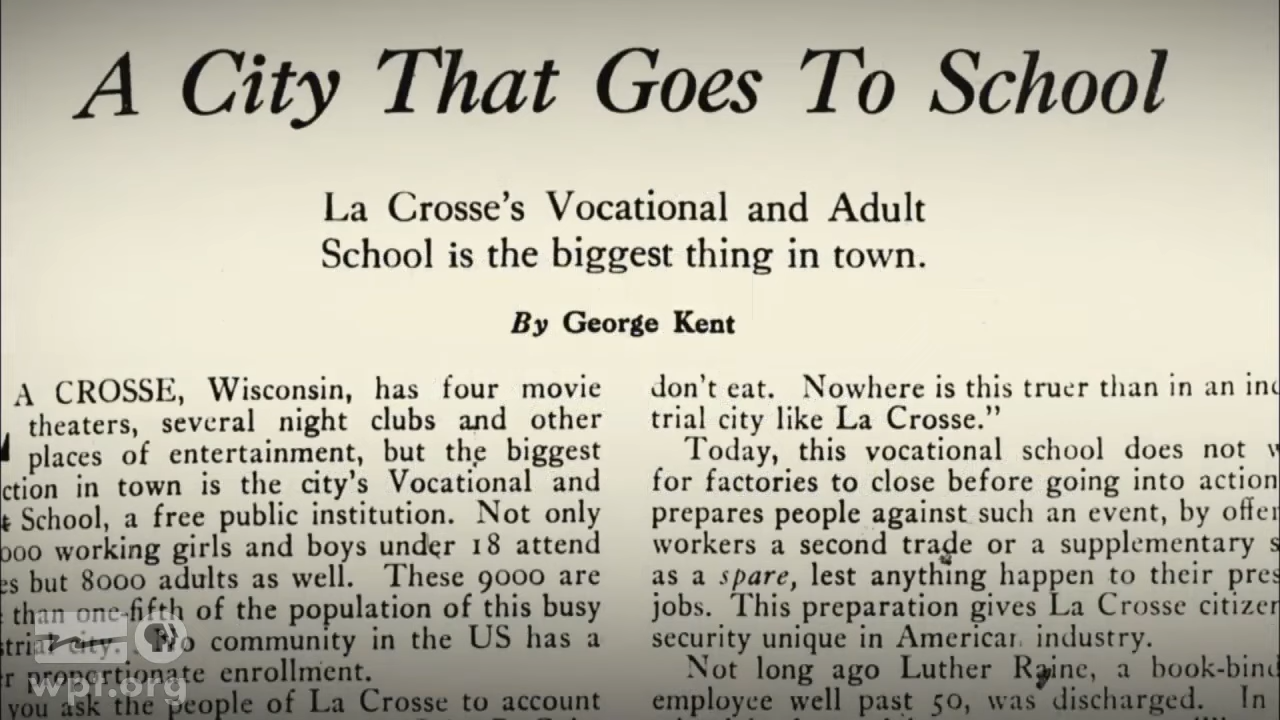 A City That Goes To School
La Crosse's Vocational and Adult
School is the biggest thing in town.
By George Kent
A CROSSE, Wisconsin, has four movie
theaters, several night clubs and other
places of entertainment, but the biggest
ction in town is the city's Vocational and
School, a free public institution. Not only
000 working girls and boys under 18 attend
es but 8000 adults as well. These 9000 are
than one-fifth of the population of this busy
strial city. No community in the US has a
r proportionate enrollment.
you ask the people of La Crosse to account
don't eat. Nowhere is this truer than in an
trial city like La Crosse."
Today, this vocational school does not
for factories to close before going into action
prepares people against such an event, by offer
workers a second trade or a supplementary s
as a spare, lest anything happen to their pres
jobs. This preparation gives La Crosse citizen
security unique in American industry.
Not long ago Luther Raine, a book-bind
employee well past 50, was discharged. In
wpt.org